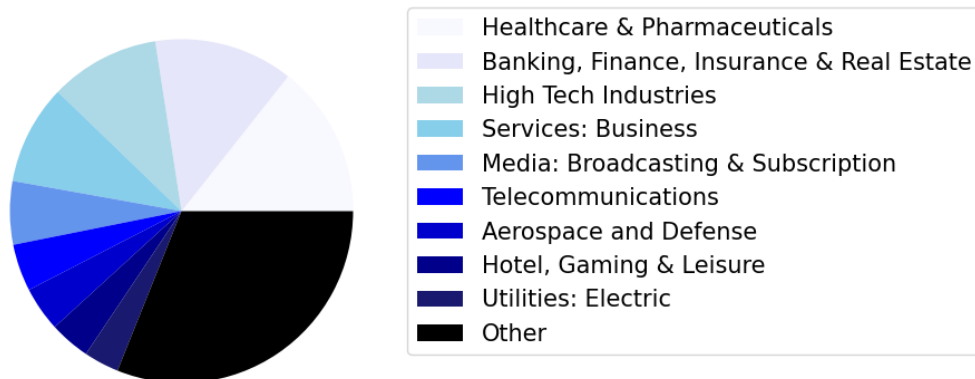 Healthcare & Pharmaceuticals
Banking, Finance, Insurance & Real Estate
High Tech Industries
Services: Business
Media: Broadcasting & Subscription
Telecommunications
Aerospace and Defense
Hotel, Gaming & Leisure
Utilities: Electric
Other